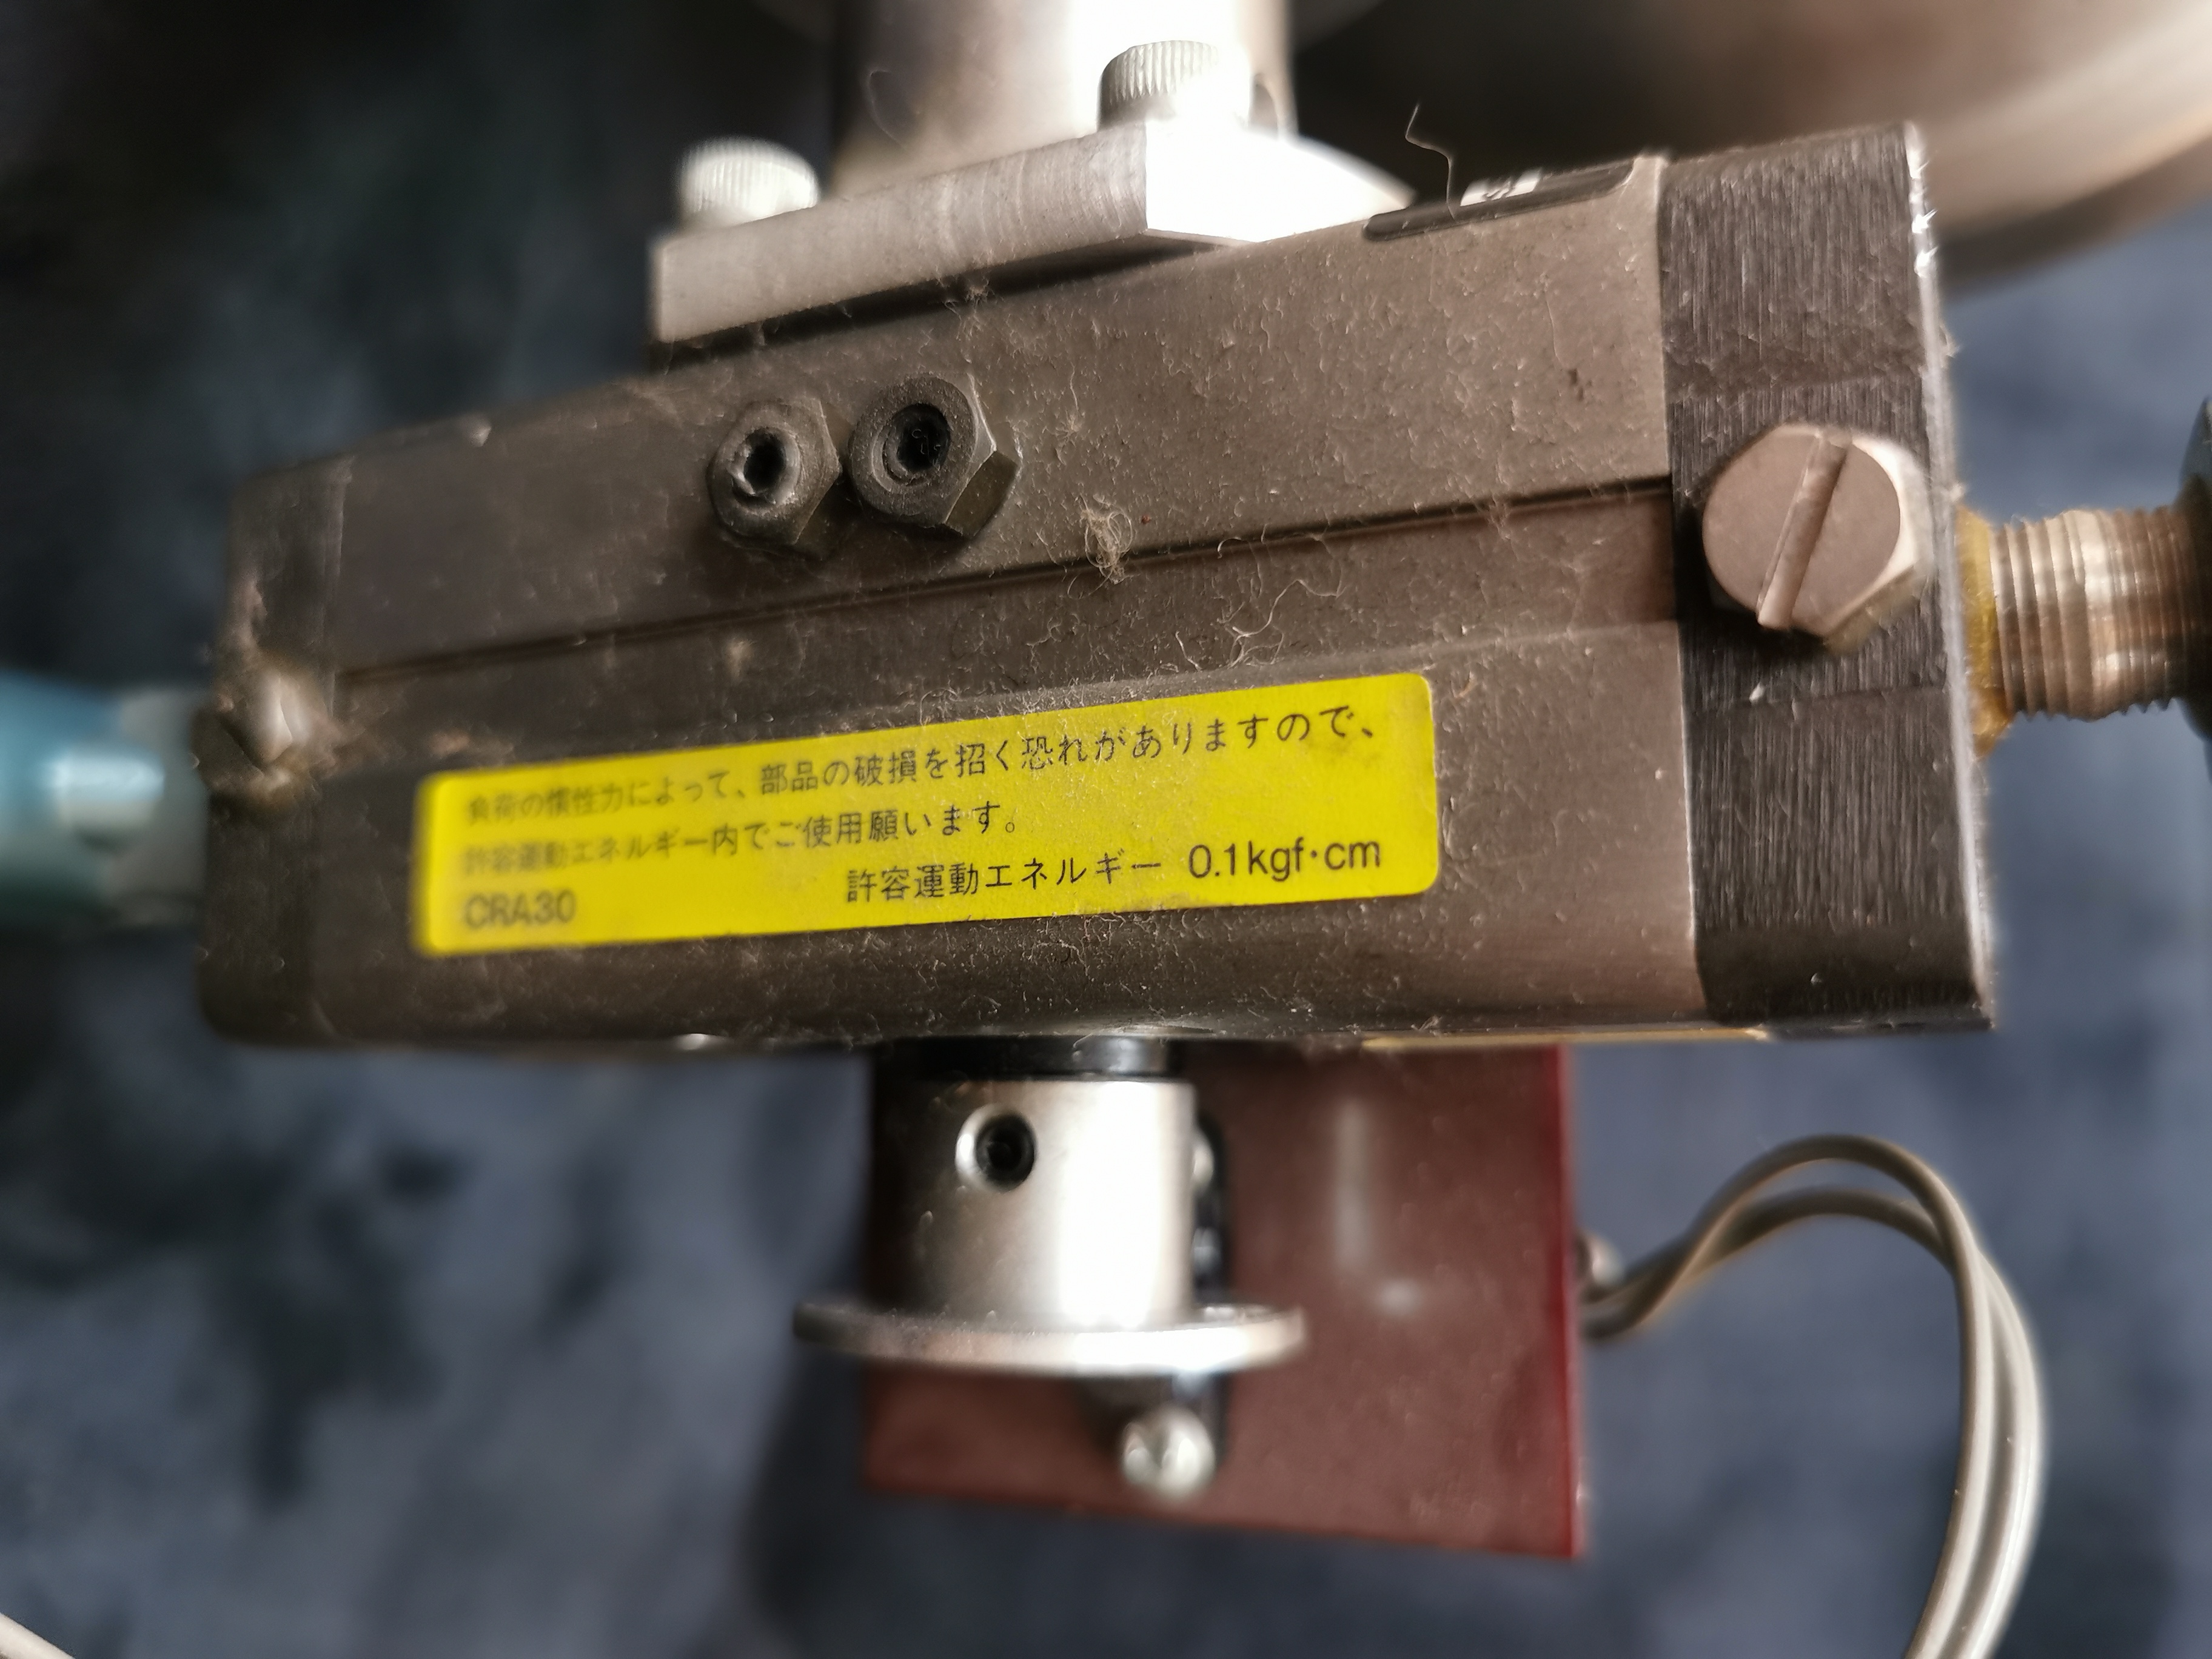 負荷の慣性力によって、部品の破損を招く恐れがありますので、
許容運動エネルギー内でご使用願います。
許容運動エネルギー 0.1kgf·cm
CRA30